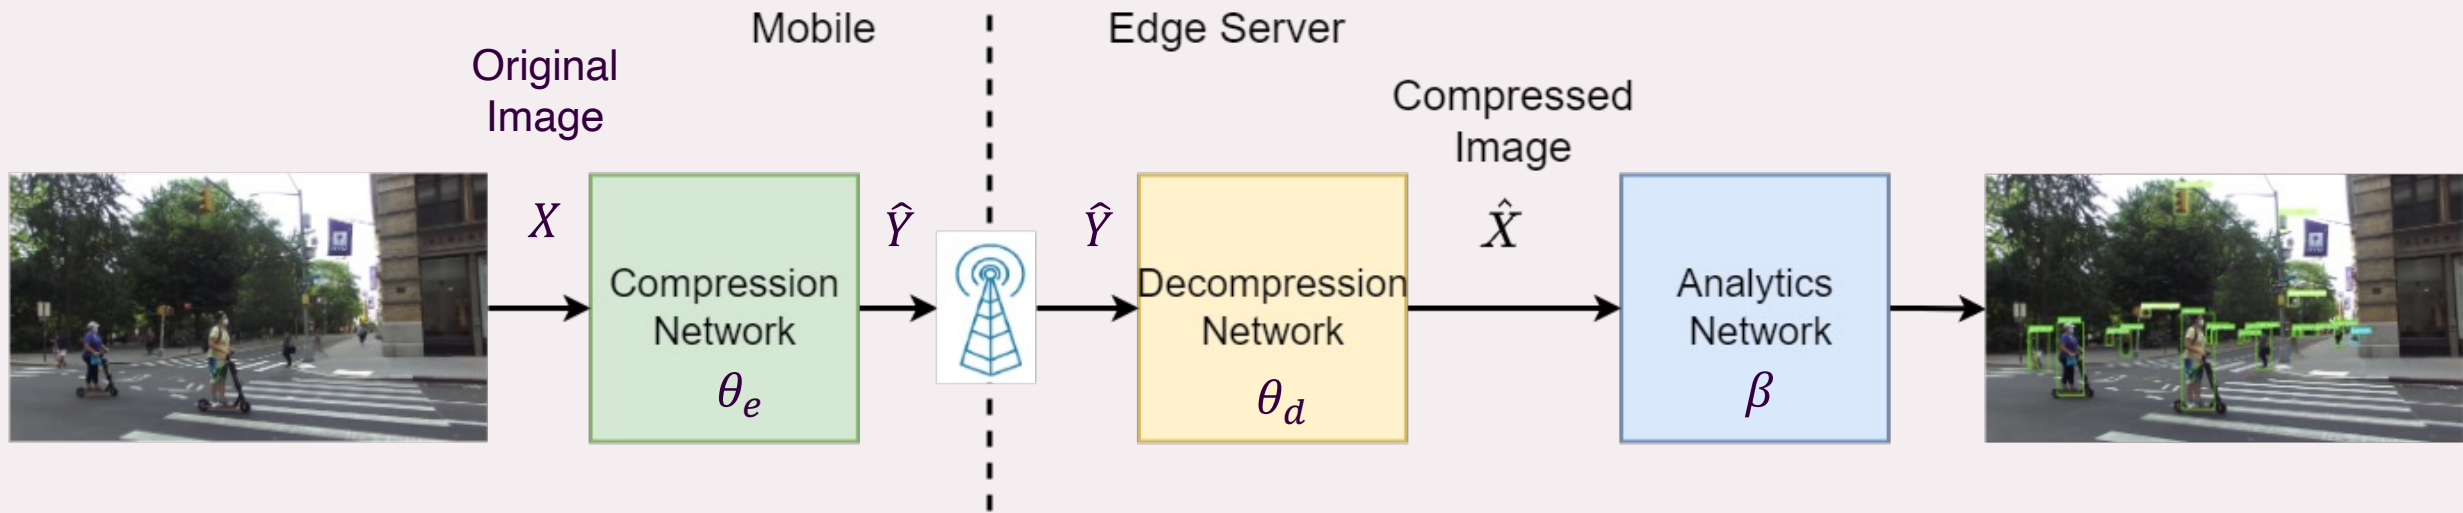 Mobile
Edge Server
Original
Image
Compressed
Image
X
Ŷ
Ŷ
X̂
Compression
Network
θe
Decompression
Network
θd
Analytics
Network
β